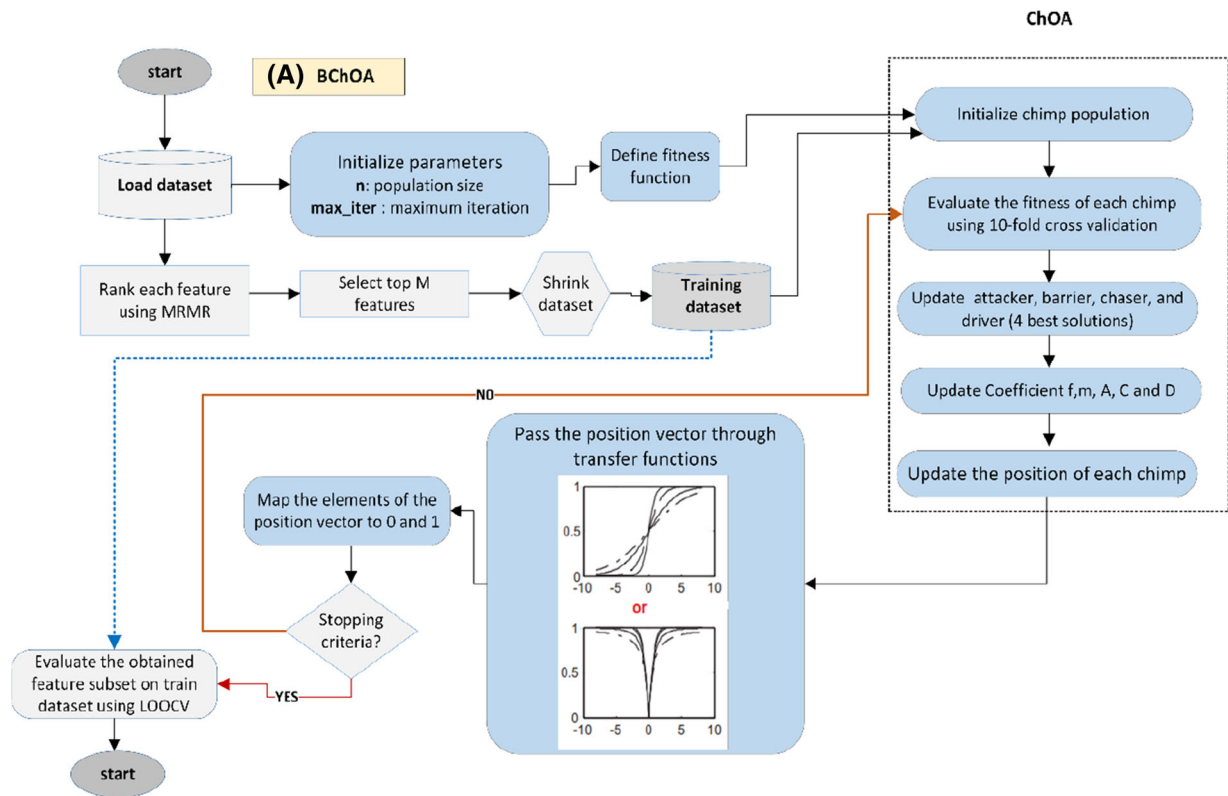 ChOA
start
(A) BChOA
Load dataset
Initialize parameters
n: population size
max_iter : maximum iteration
Define fitness
function
Initialize chimp population
Evaluate the fitness of each chimp
using 10-fold cross validation
Rank each feature
using MRMR
Select top M
features
Shrink
dataset
Training
dataset
Update attacker, barrier, chaser, and
driver (4 best solutions)
Update Coefficient f,m, A, C and D
Update the position of each chimp
NO
Pass the position vector through
transfer functions
1
0.5
0
-10 -5 0 5 10
or
1
0.5
0
-10 -5 0 5 10
Map the elements of the
position vector to 0 and 1
Stopping
criteria?
YES
Evaluate the obtained
feature subset on train
dataset using LOOCV
start